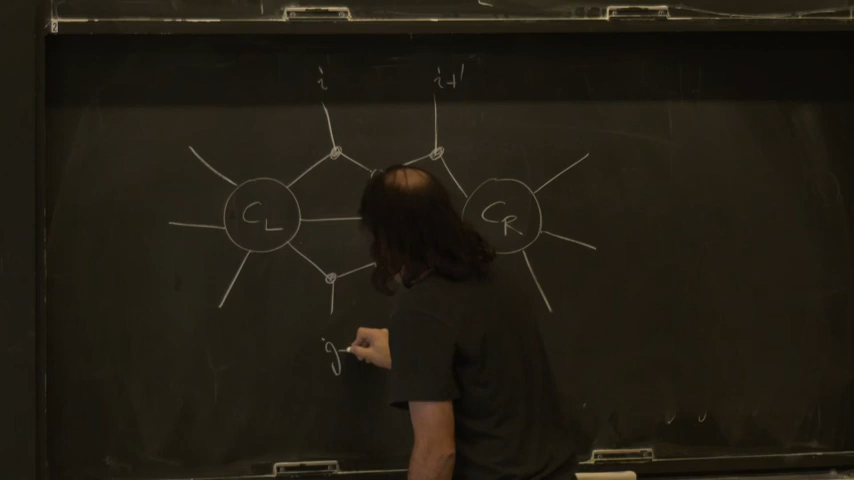 i i+1
C_L C_R
j-